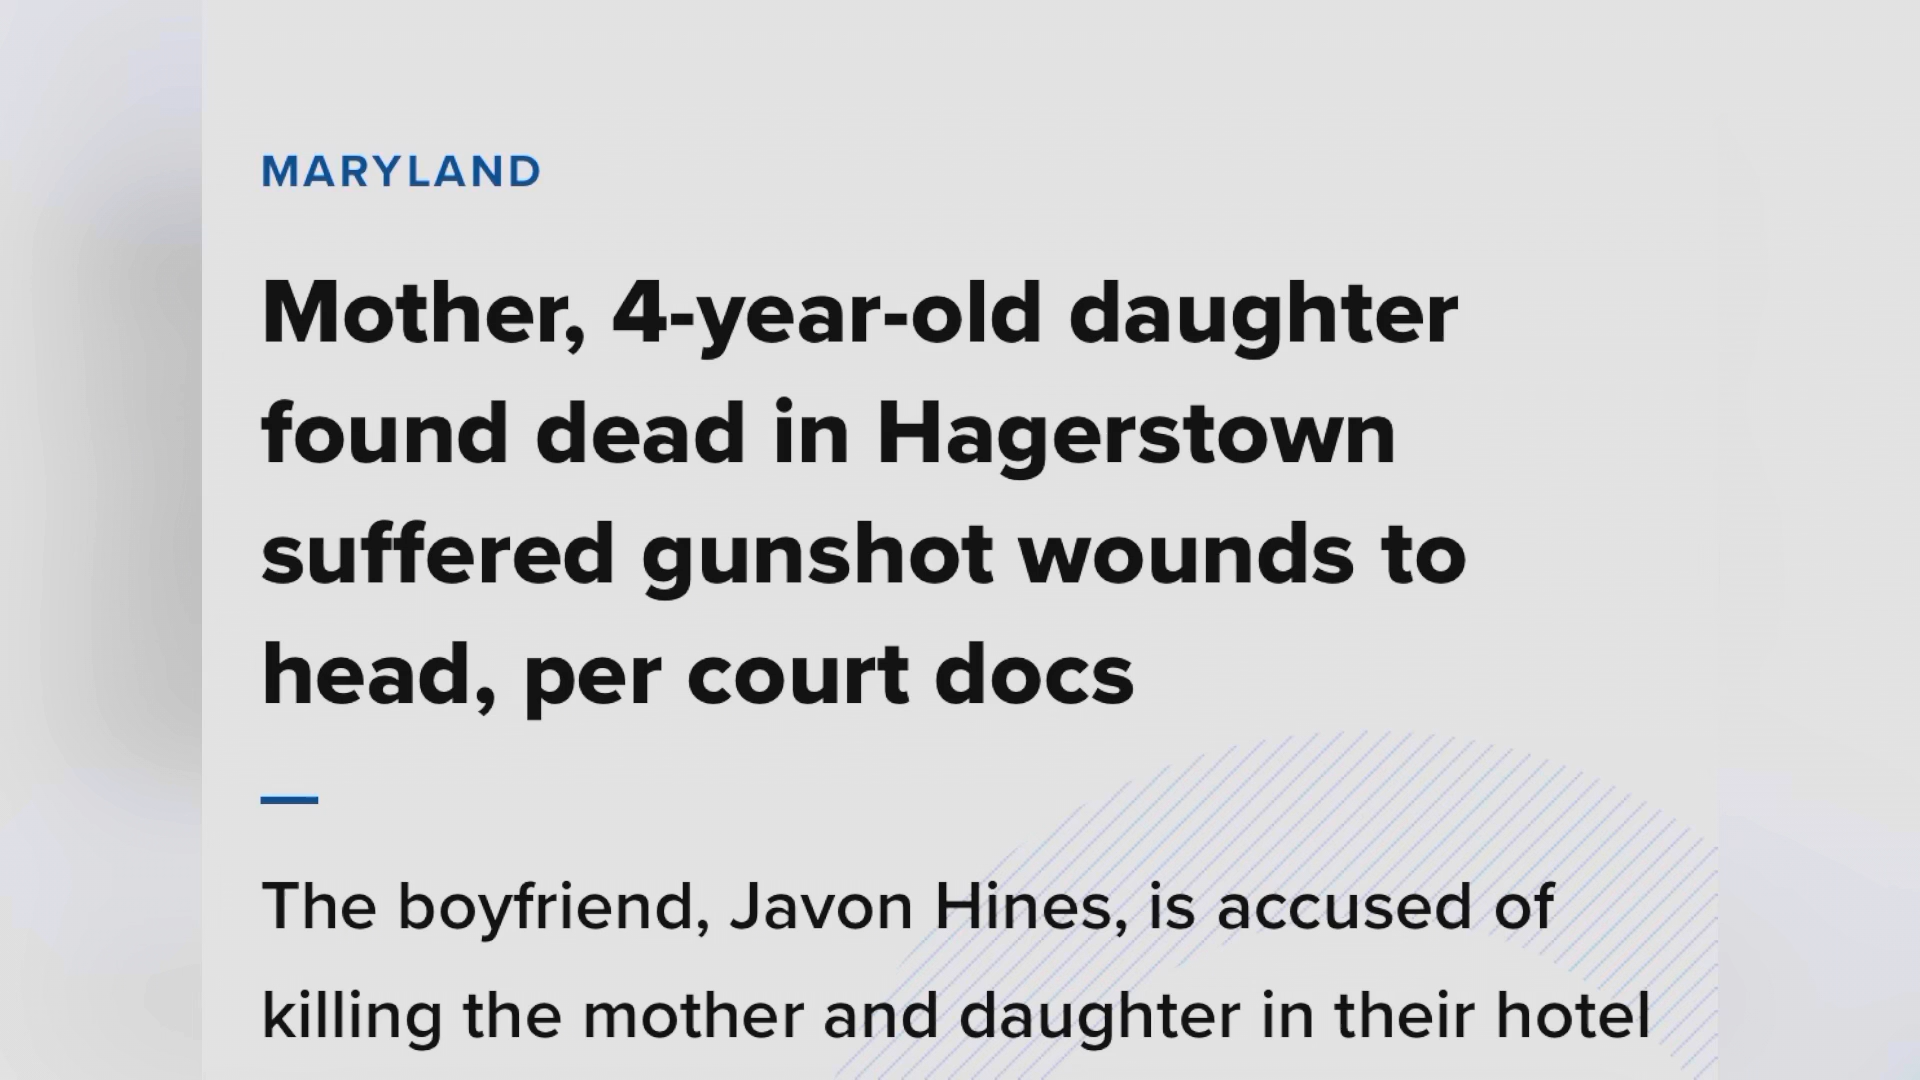 MARYLAND
Mother, 4-year-old daughter
found dead in Hagerstown
suffered gunshot wounds to
head, per court docs
The boyfriend, Javon Hines, is accused of
killing the mother and daughter in their hotel